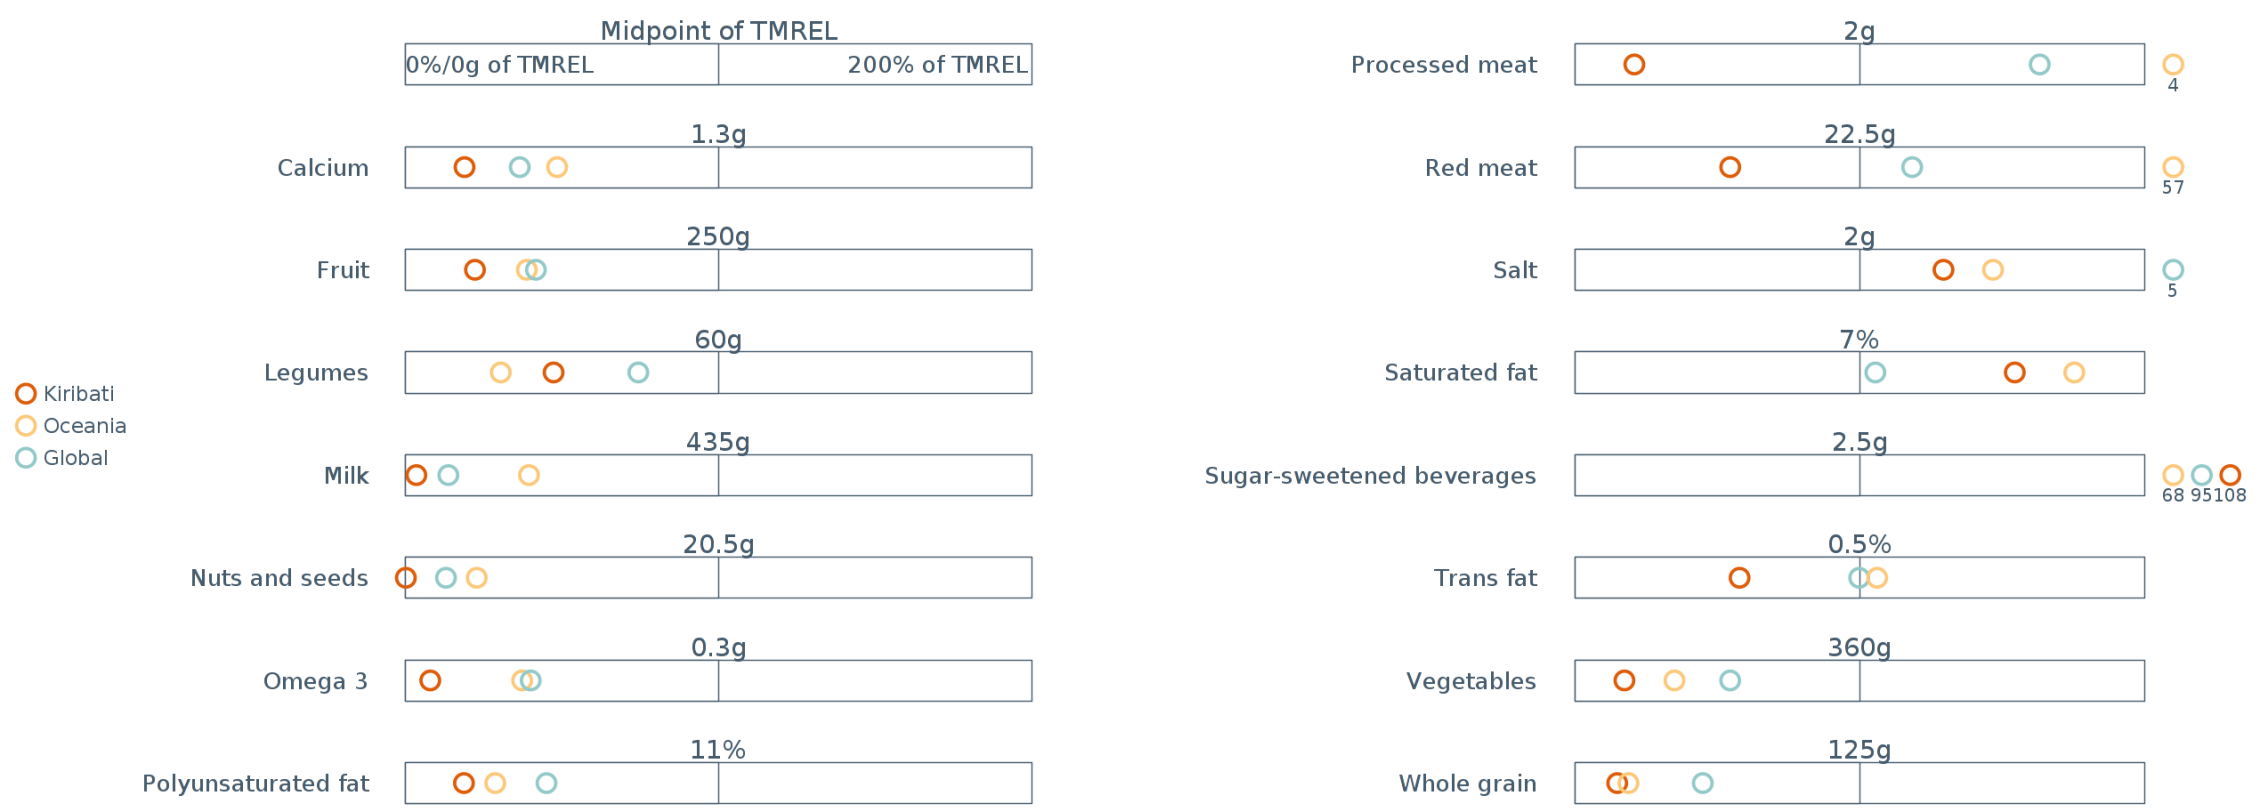 Midpoint of TMREL
0%/0g of TMREL 200% of TMREL
1.3g
Calcium
250g
Fruit
60g
Legumes
435g
Milk
20.5g
Nuts and seeds
0.3g
Omega 3
11%
Polyunsaturated fat
Kiribati
Oceania
Global
2g
Processed meat
4
22.5g
Red meat
57
2g
Salt
5
7%
Saturated fat
2.5g
Sugar-sweetened beverages
68 95 108
0.5%
Trans fat
360g
Vegetables
125g
Whole grain